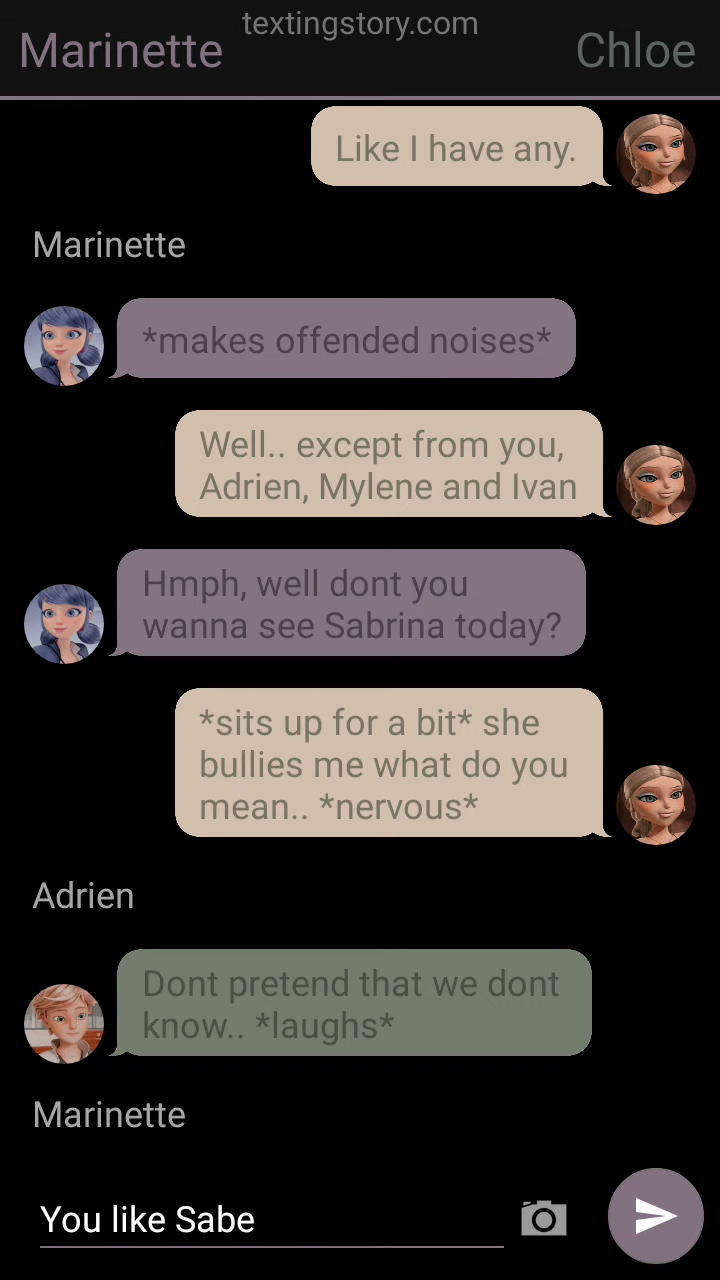 textingstory.com
Marinette
Chloe
Like I have any.
Marinette
*makes offended noises*
Well.. except from you,
Adrien, Mylene and Ivan
Hmph, well dont you
wanna see Sabrina today?
*sits up for a bit* she
bullies me what do you
mean.. *nervous*
Adrien
Dont pretend that we dont
know.. *laughs*
Marinette
You like Sabe